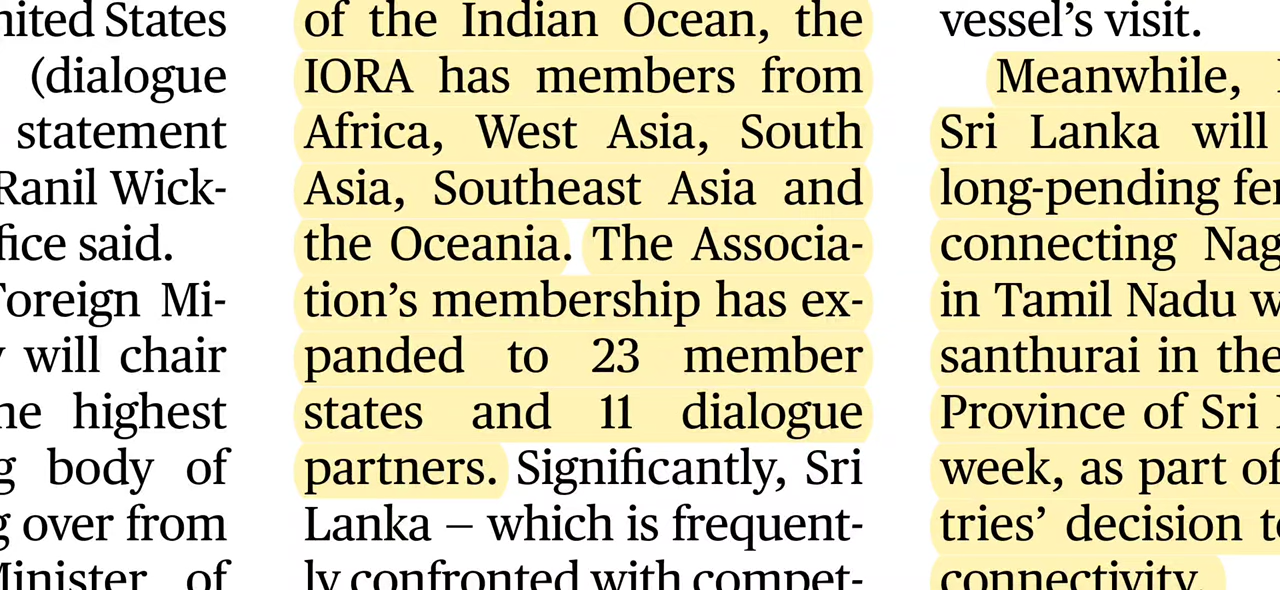 nited States
(dialogue
statement
Ranil Wick-
fice said.
Foreign Mi-
will chair
highest
body of
over from
Minister of
of the Indian Ocean, the
IORA has members from
Africa, West Asia, South
Asia, Southeast Asia and
the Oceania. The Associa-
tion’s membership has ex-
panded to 23 member
states and 11 dialogue
partners. Significantly, Sri
Lanka – which is frequent-
ly confronted with compet-
vessel’s visit.
Meanwhile,
Sri Lanka will
long-pending fe
connecting Nag
in Tamil Nadu w
santhurai in the
Province of Sri
week, as part of
tries’ decision t
connectivity.